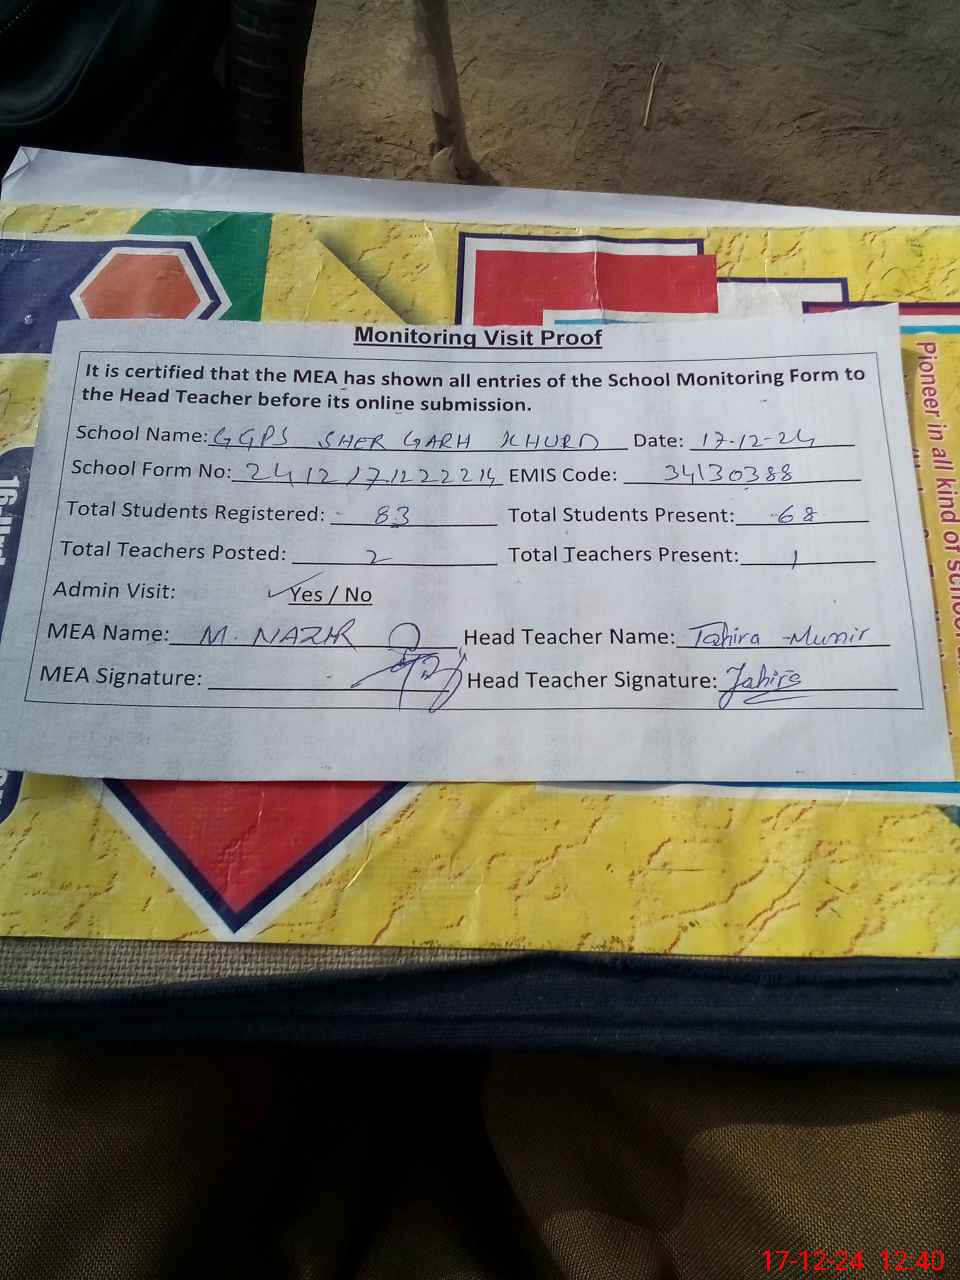 Monitoring Visit Proof
It is certified that the MEA has shown all entries of the School Monitoring Form to
the Head Teacher before its online submission.
School Name: GGPS SHER GARH KHURD Date: 17-12-24
School Form No: 2412171222214 EMIS Code: 34130388
Total Students Registered: 83 Total Students Present: 68
Total Teachers Posted: 2 Total Teachers Present: 1
Admin Visit: ✓Yes / No
MEA Name: M. NAZIR Head Teacher Name: Tahira Munir
MEA Signature: Head Teacher Signature: Tahira
Pioneer in all kind of school
17-12-24 12:40